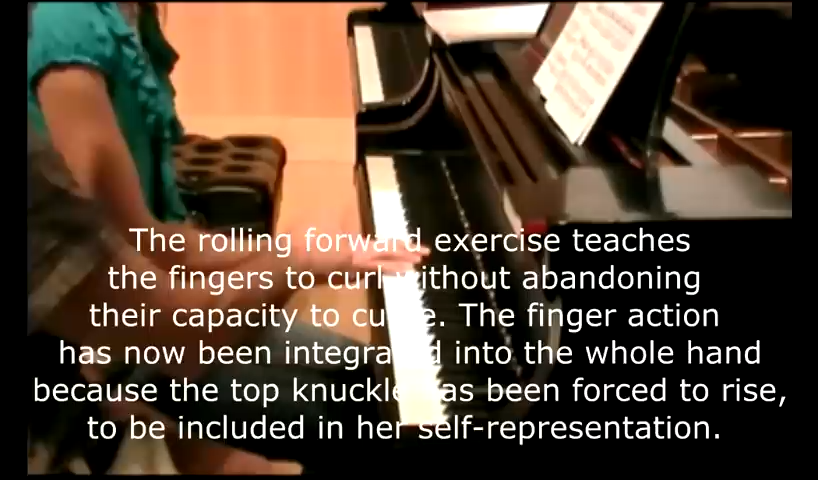 The rolling forward exercise teaches
the fingers to curl without abandoning
their capacity to curve. The finger action
has now been integrated into the whole hand
because the top knuckle has been forced to rise,
to be included in her self-representation.